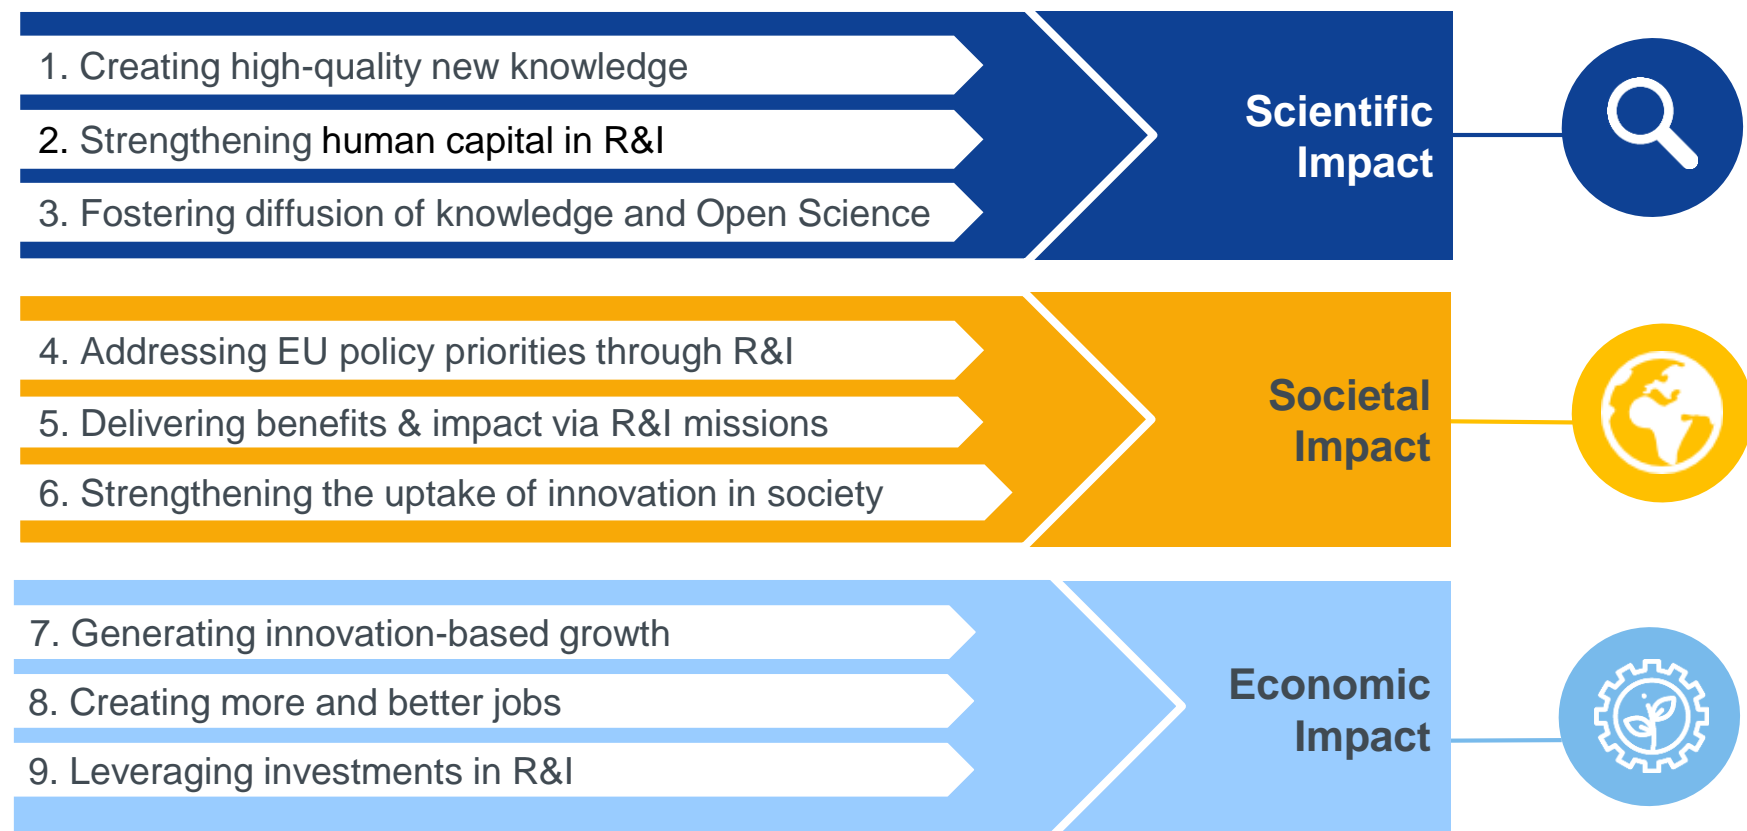 1. Creating high-quality new knowledge
2. Strengthening human capital in R&I
3. Fostering diffusion of knowledge and Open Science
Scientific
Impact
4. Addressing EU policy priorities through R&I
5. Delivering benefits & impact via R&I missions
6. Strengthening the uptake of innovation in society
Societal
Impact
7. Generating innovation-based growth
8. Creating more and better jobs
9. Leveraging investments in R&I
Economic
Impact